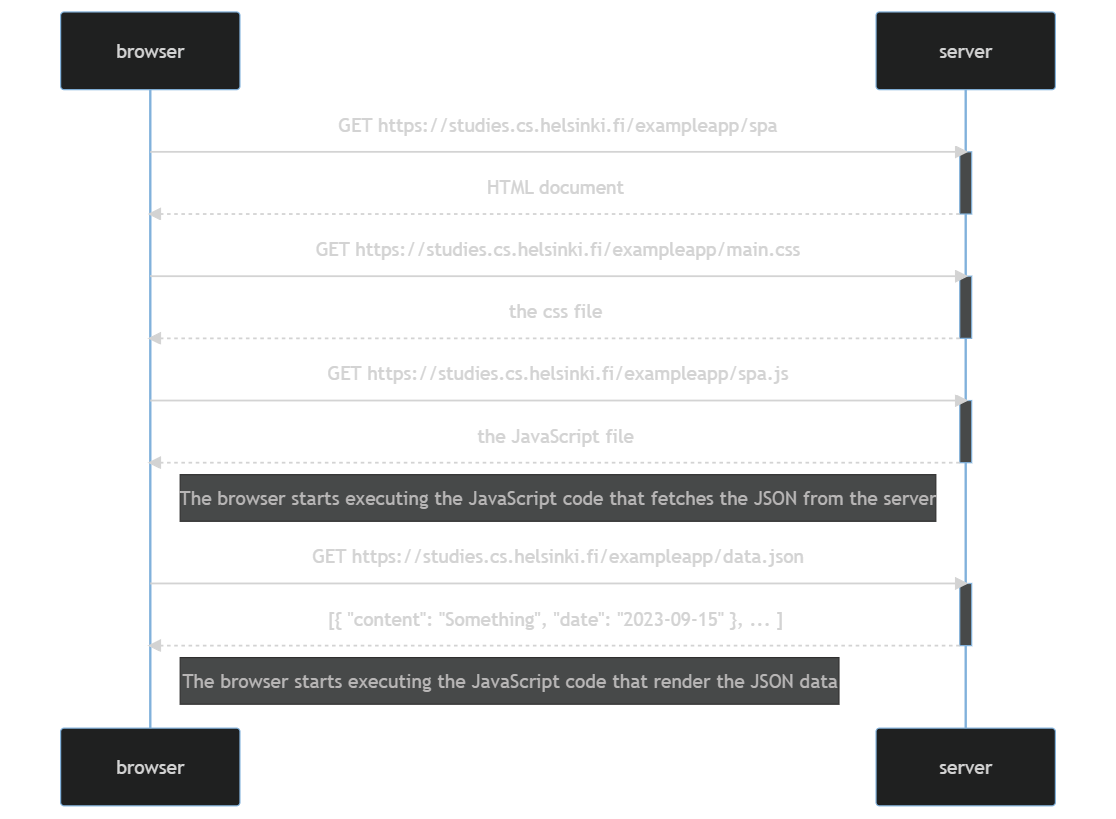 browser
server
GET https://studies.cs.helsinki.fi/exampleapp/spa
HTML document
GET https://studies.cs.helsinki.fi/exampleapp/main.css
the css file
GET https://studies.cs.helsinki.fi/exampleapp/spa.js
the JavaScript file
The browser starts executing the JavaScript code that fetches the JSON from the server
GET https://studies.cs.helsinki.fi/exampleapp/data.json
[{ "content": "Something", "date": "2023-09-15" }, ... ]
The browser starts executing the JavaScript code that render the JSON data
browser
server